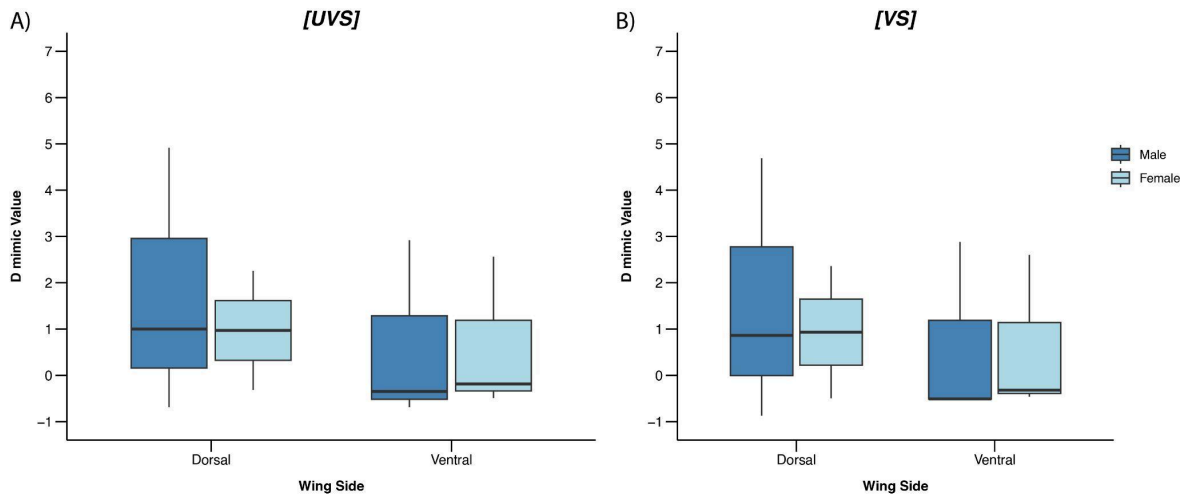 A)
[UVS]
7
6
5
4
3
2
1
0
−1
D mimic Value
Dorsal
Ventral
Wing Side
B)
[VS]
7
6
5
4
3
2
1
0
−1
D mimic Value
Dorsal
Ventral
Wing Side
Male
Female